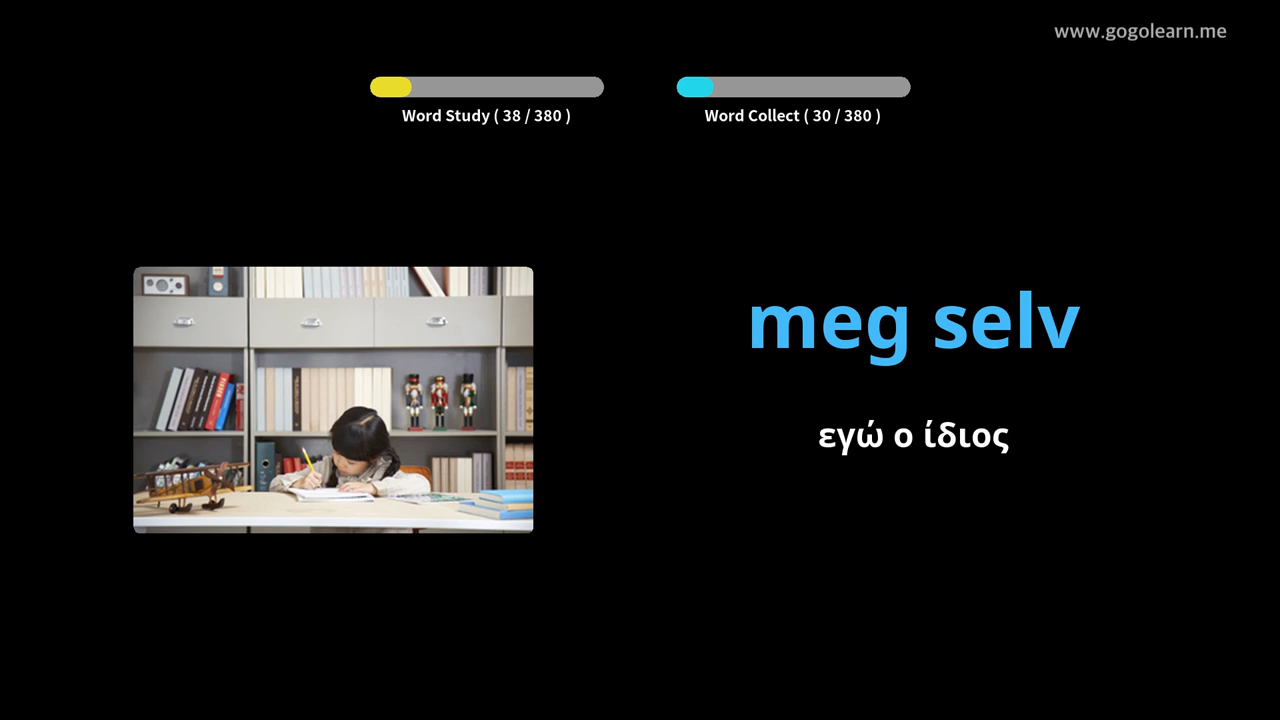 www.gogolearn.me
Word Study ( 38 / 380 )
Word Collect ( 30 / 380 )
meg selv
εγώ ο ίδιος